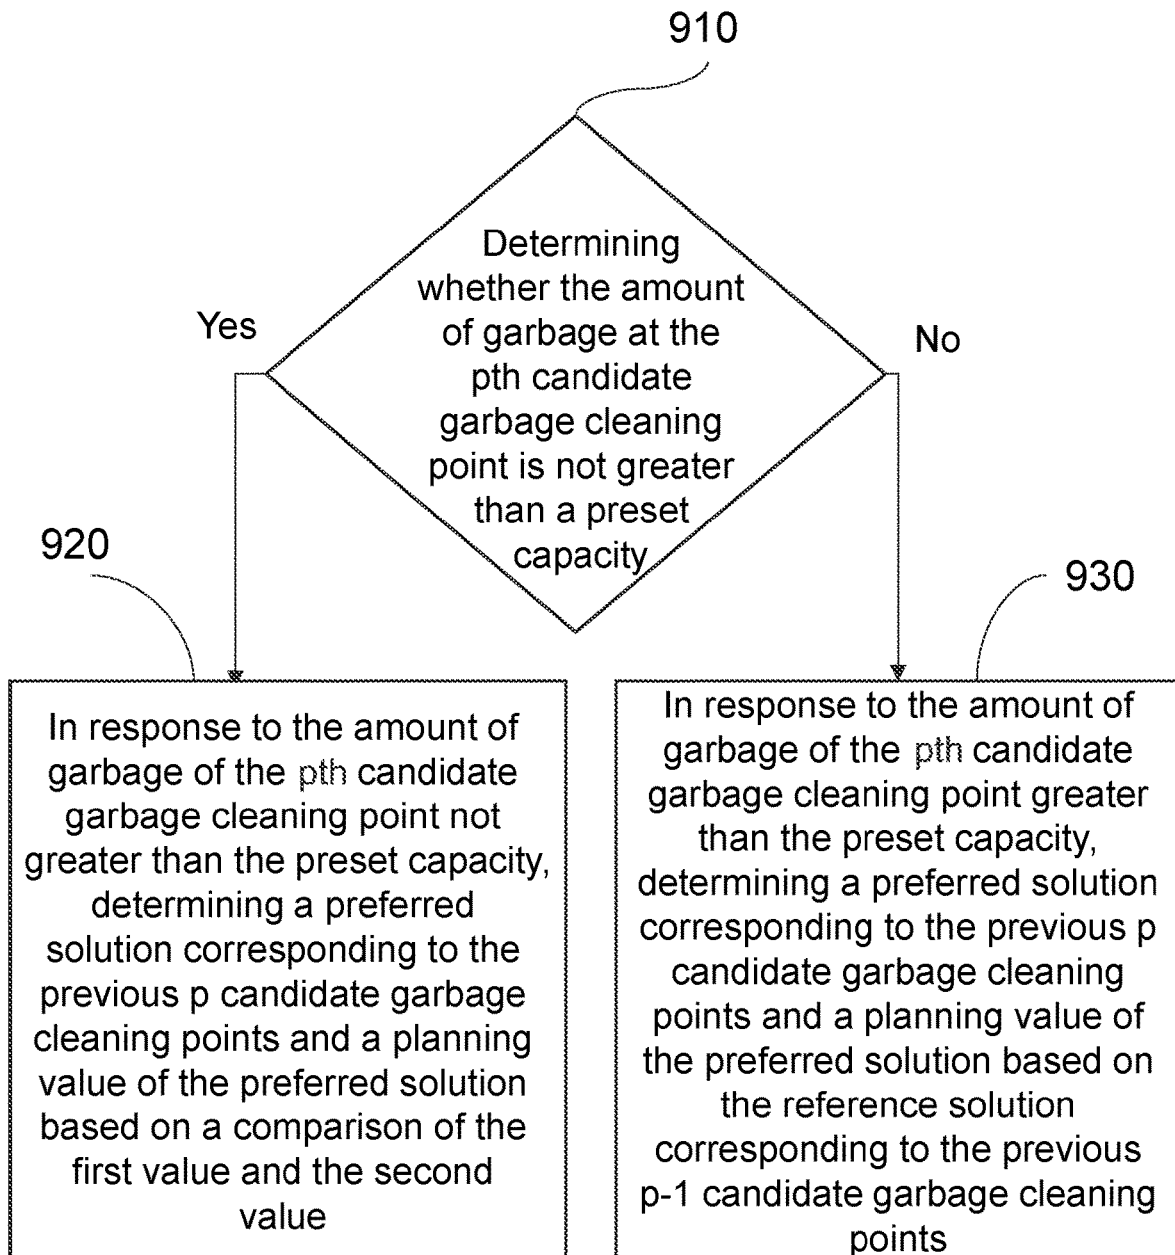 910
Determining
whether the amount
of garbage at the
pth candidate
garbage cleaning
point is not greater
than a preset
capacity
Yes
No
920
930
In response to the amount of
garbage of the pth candidate
garbage cleaning point not
greater than the preset capacity,
determining a preferred
solution corresponding to the
previous p candidate garbage
cleaning points and a planning
value of the preferred solution
based on a comparison of the
first value and the second
value
In response to the amount of
garbage of the pth candidate
garbage cleaning point greater
than the preset capacity,
determining a preferred solution
corresponding to the previous p
candidate garbage cleaning
points and a planning value of
the preferred solution based on
the reference solution
corresponding to the previous
p-1 candidate garbage cleaning
points